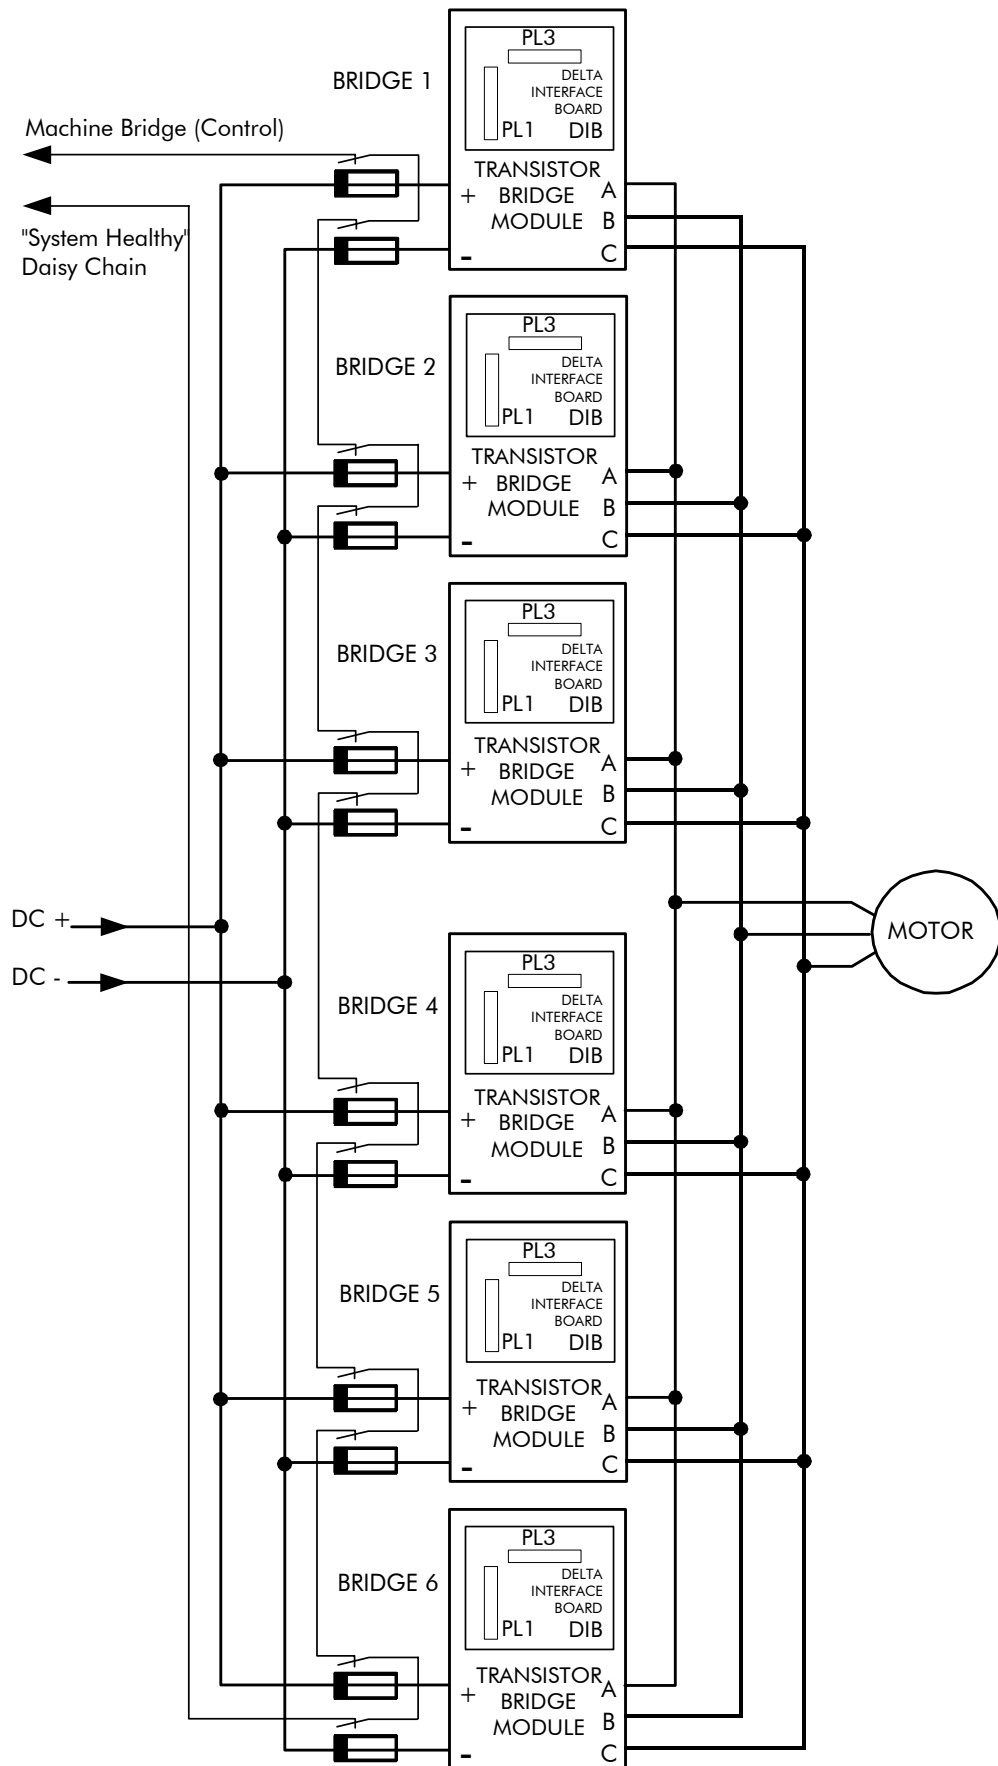 PL3
DELTA
INTERFACE
BOARD
PL1 DIB
BRIDGE 1
Machine Bridge (Control)
"System Healthy"
Daisy Chain
TRANSISTOR
BRIDGE
MODULE
+
-
A
B
C
PL3
DELTA
INTERFACE
BOARD
PL1 DIB
BRIDGE 2
TRANSISTOR
BRIDGE
MODULE
+
-
A
B
C
PL3
DELTA
INTERFACE
BOARD
PL1 DIB
BRIDGE 3
TRANSISTOR
BRIDGE
MODULE
+
-
A
B
C
DC +
DC -
MOTOR
PL3
DELTA
INTERFACE
BOARD
PL1 DIB
BRIDGE 4
TRANSISTOR
BRIDGE
MODULE
+
-
A
B
C
PL3
DELTA
INTERFACE
BOARD
PL1 DIB
BRIDGE 5
TRANSISTOR
BRIDGE
MODULE
+
-
A
B
C
PL3
DELTA
INTERFACE
BOARD
PL1 DIB
BRIDGE 6
TRANSISTOR
BRIDGE
MODULE
+
-
A
B
C